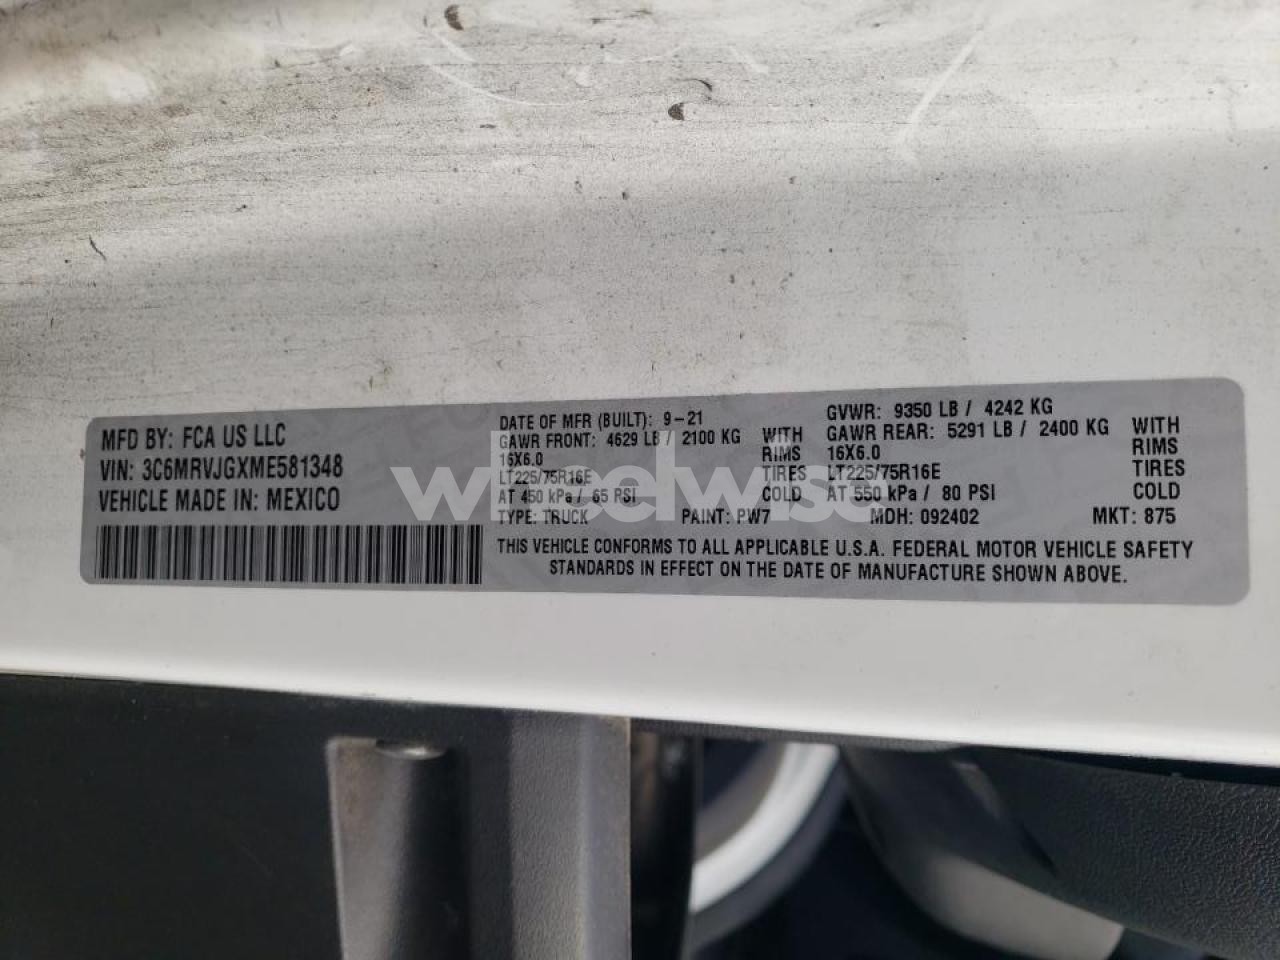 MFD BY: FCA US LLC
VIN: 3C6MRVJGXME581348
VEHICLE MADE IN: MEXICO
DATE OF MFR (BUILT): 9-21
GAWR FRONT: 4629 LB / 2100 KG WITH
16X6.0 RIMS
LT225/75R16E TIRES
AT 450 kPa / 65 PSI COLD
GVWR: 9350 LB / 4242 KG
GAWR REAR: 5291 LB / 2400 KG WITH
16X6.0 RIMS
LT225/75R16E TIRES
AT 550 kPa / 80 PSI COLD
TYPE: TRUCK PAINT: PW7 MDH: 092402 MKT: 875
THIS VEHICLE CONFORMS TO ALL APPLICABLE U.S.A. FEDERAL MOTOR VEHICLE SAFETY
STANDARDS IN EFFECT ON THE DATE OF MANUFACTURE SHOWN ABOVE.
wheelwise